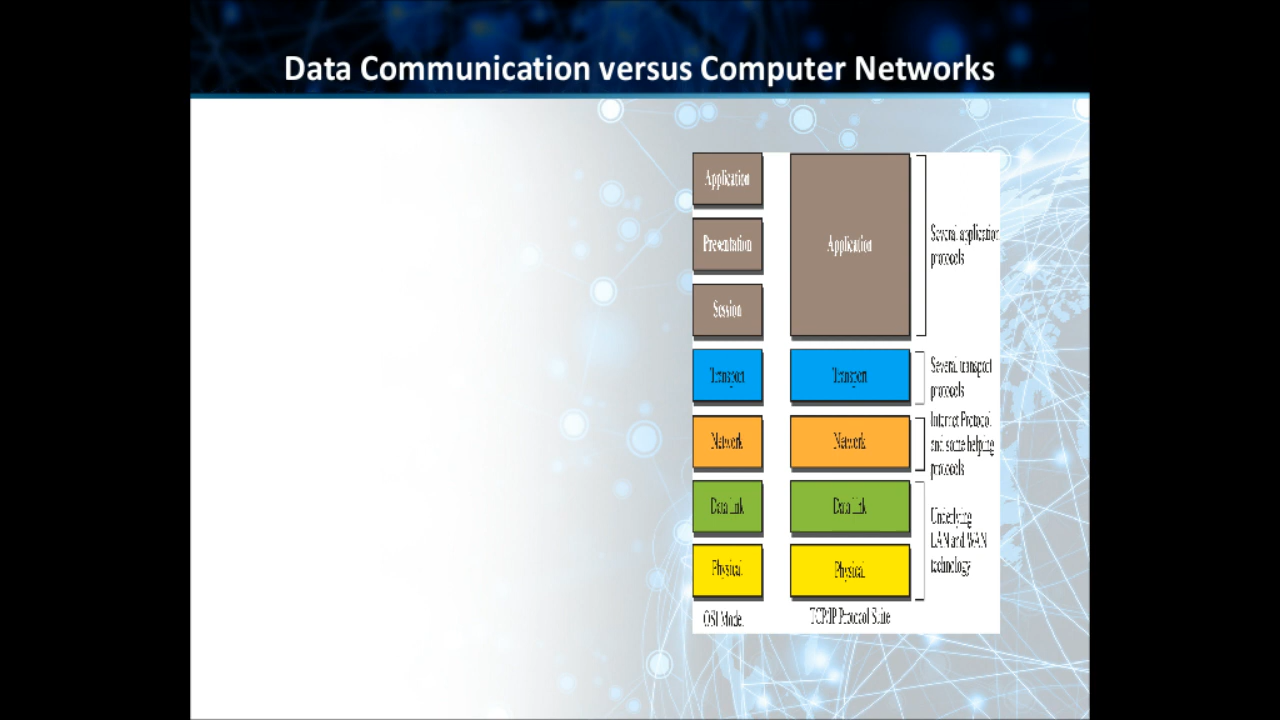 Data Communication versus Computer Networks
Application
Presentation
Session
Transport
Network
Data Link
Physical
OSI Model
Application
Transport
Network
Data Link
Physical
TCP/IP Protocol Suite
Several application
protocols
Several transport
protocols
Internet Protocol
and some helping
protocols
Underlying
LAN and WAN
technology